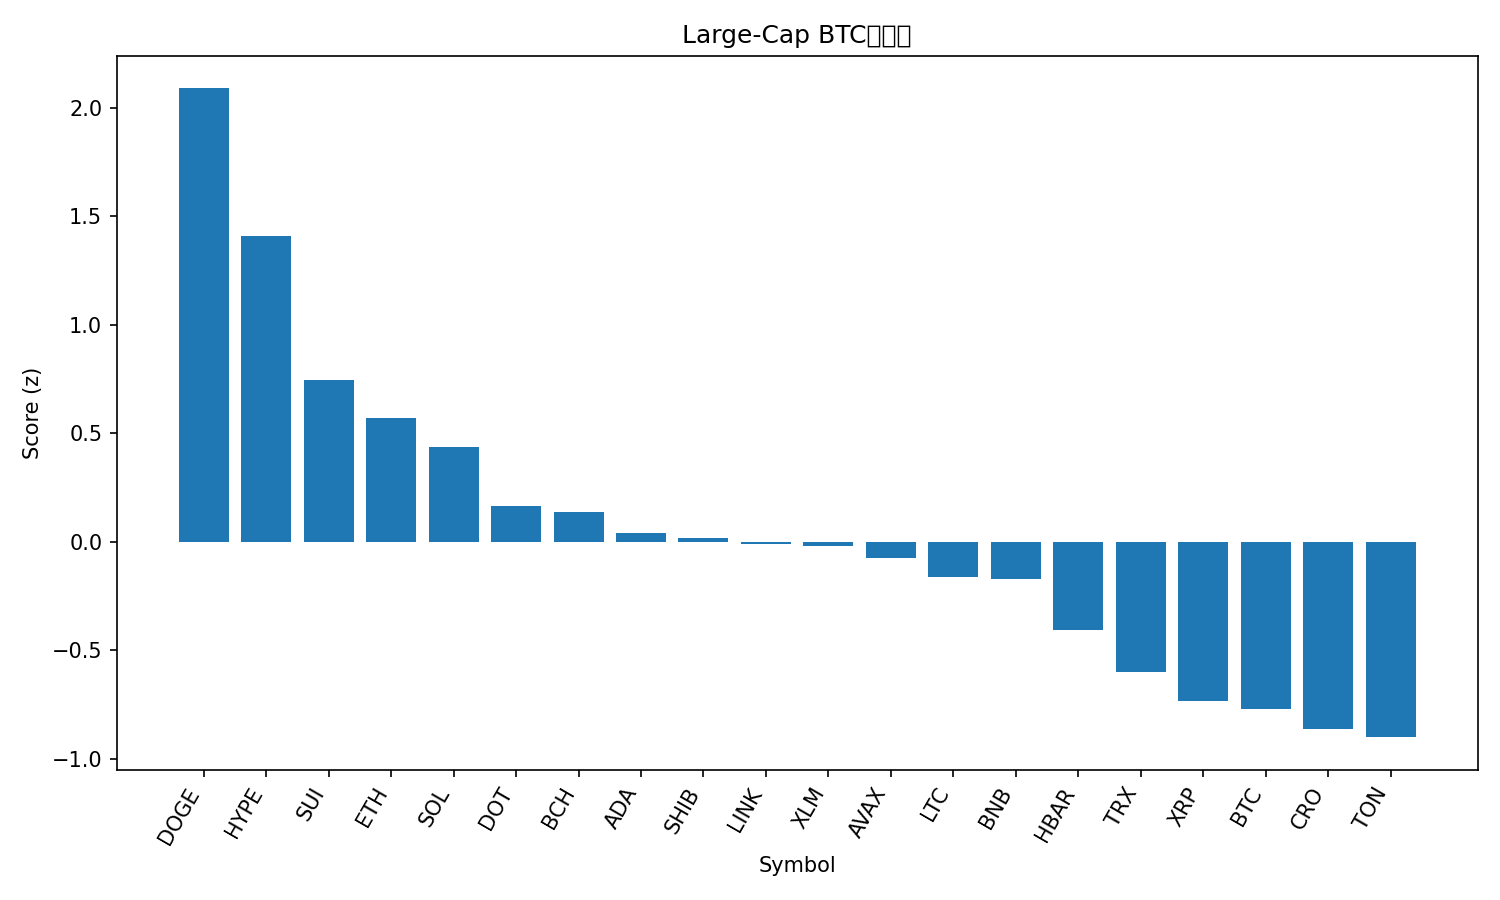 Large-Cap BTC
2.0
1.5
1.0
0.5
0.0
−0.5
−1.0
Score (z)
DOGE
HYPE
SUI
ETH
SOL
DOT
BCH
ADA
SHIB
LINK
XLM
AVAX
LTC
BNB
HBAR
TRX
XRP
BTC
CRO
TON
Symbol